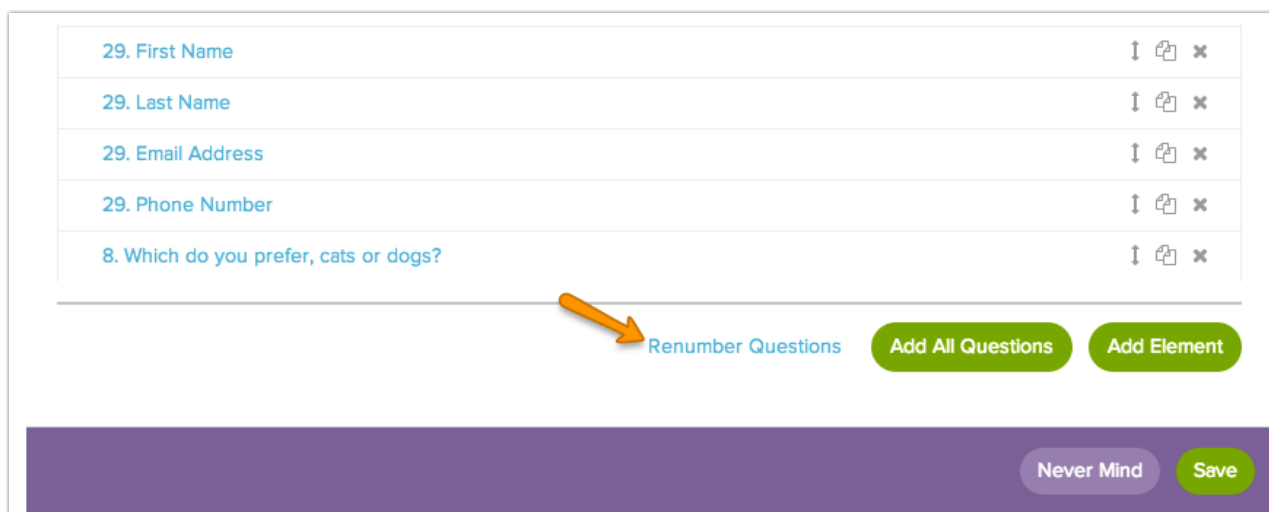 29. First Name
29. Last Name
29. Email Address
29. Phone Number
8. Which do you prefer, cats or dogs?
Renumber Questions Add All Questions Add Element
Never Mind Save